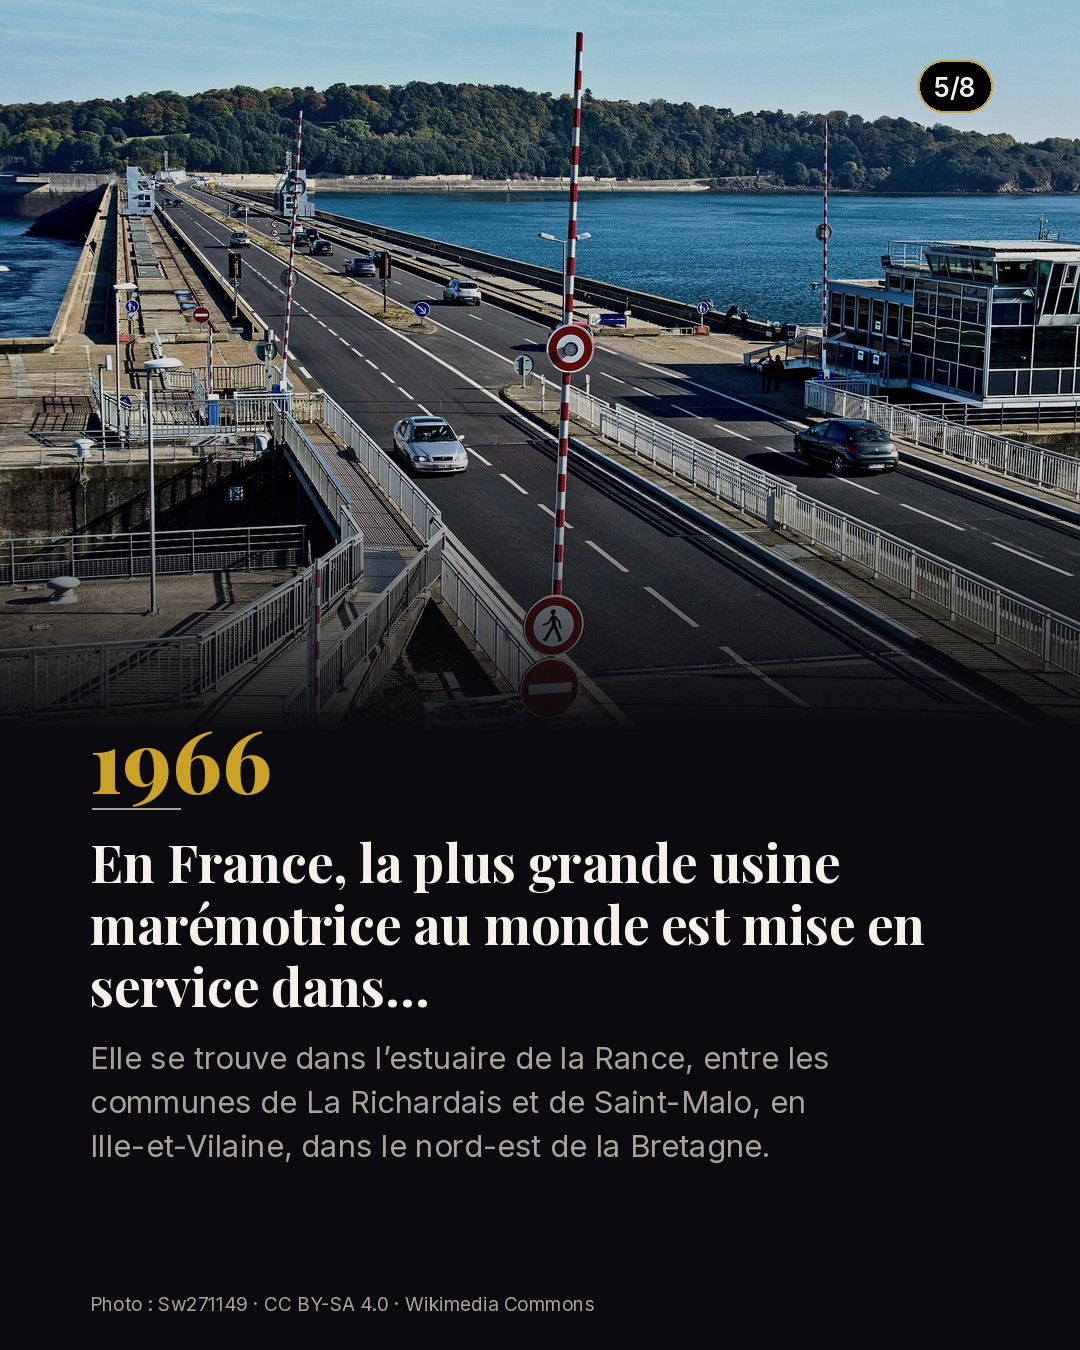 5/8
1966
En France, la plus grande usine
marémotrice au monde est mise en
service dans…
Elle se trouve dans l’estuaire de la Rance, entre les
communes de La Richardais et de Saint-Malo, en
Ille-et-Vilaine, dans le nord-est de la Bretagne.
Photo : Sw271149 · CC BY-SA 4.0 · Wikimedia Commons